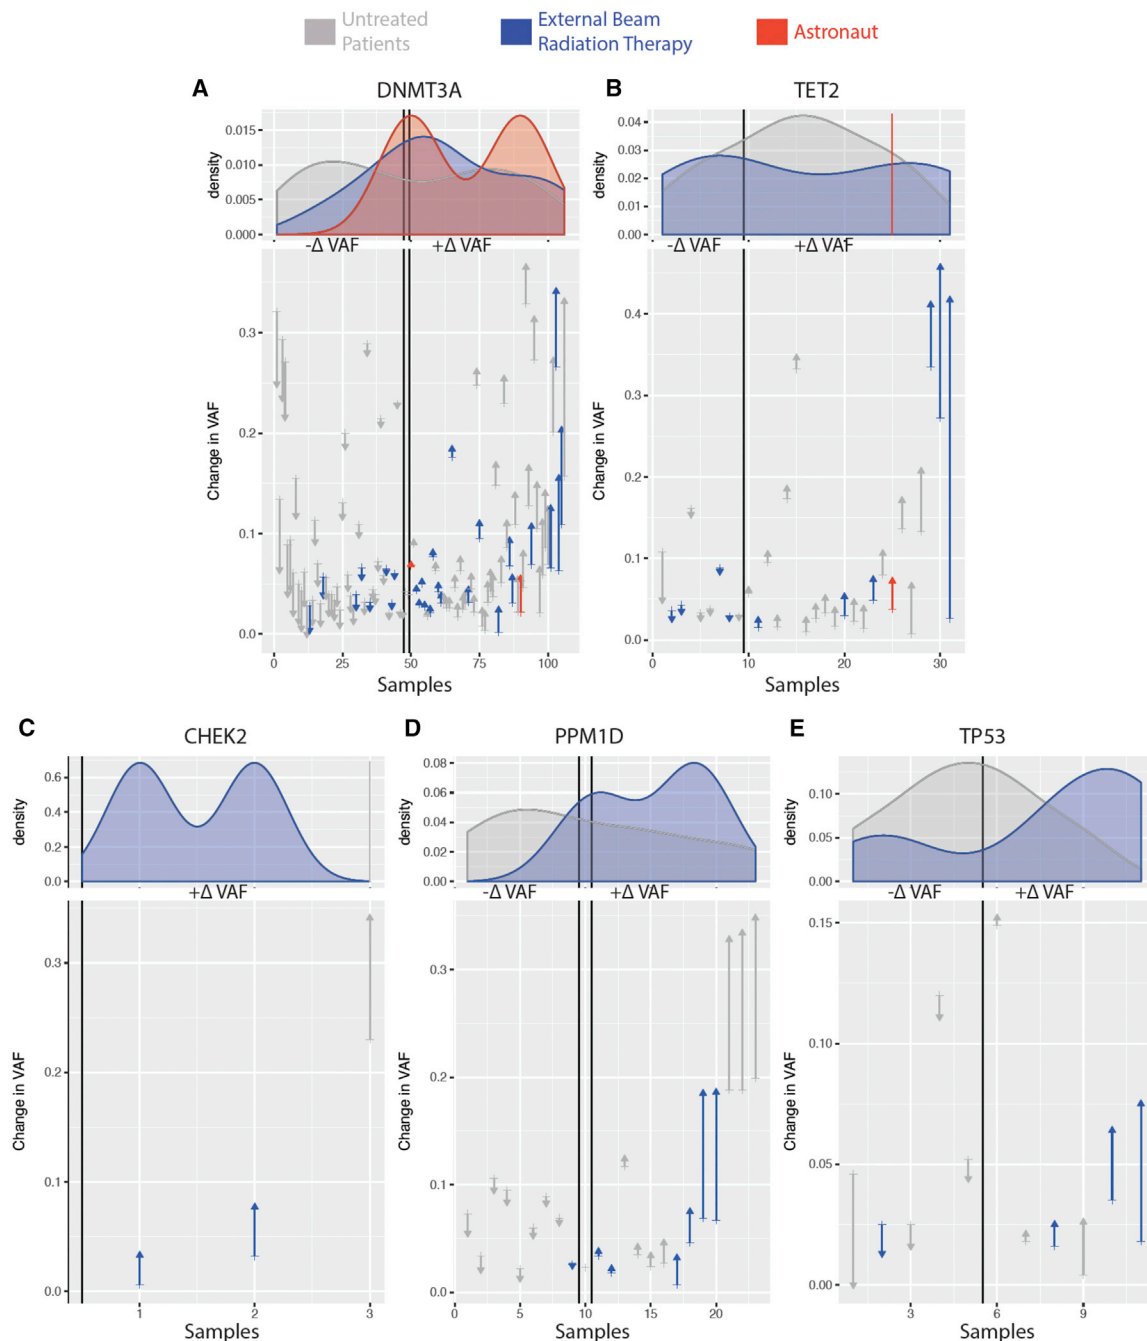 Untreated
Patients
External Beam
Radiation Therapy
Astronaut
A
DNMT3A
density
0.015
0.010
0.005
0.000
-Δ VAF
+Δ VAF
Change in VAF
0.3
0.2
0.1
0.0
0
25
50
75
100
Samples
B
TET2
density
0.04
0.03
0.02
0.01
0.00
-Δ VAF
+Δ VAF
Change in VAF
0.4
0.3
0.2
0.1
0.0
0
10
20
30
Samples
C
CHEK2
density
0.6
0.4
0.2
0.0
+Δ VAF
Change in VAF
0.3
0.2
0.1
0.0
1
2
3
Samples
D
PPM1D
density
0.08
0.06
0.04
0.02
0.00
-Δ VAF
+Δ VAF
Change in VAF
0.3
0.2
0.1
0.0
0
5
10
15
20
Samples
E
TP53
density
0.10
0.05
0.00
-Δ VAF
+Δ VAF
Change in VAF
0.15
0.10
0.05
0.00
3
6
9
Samples